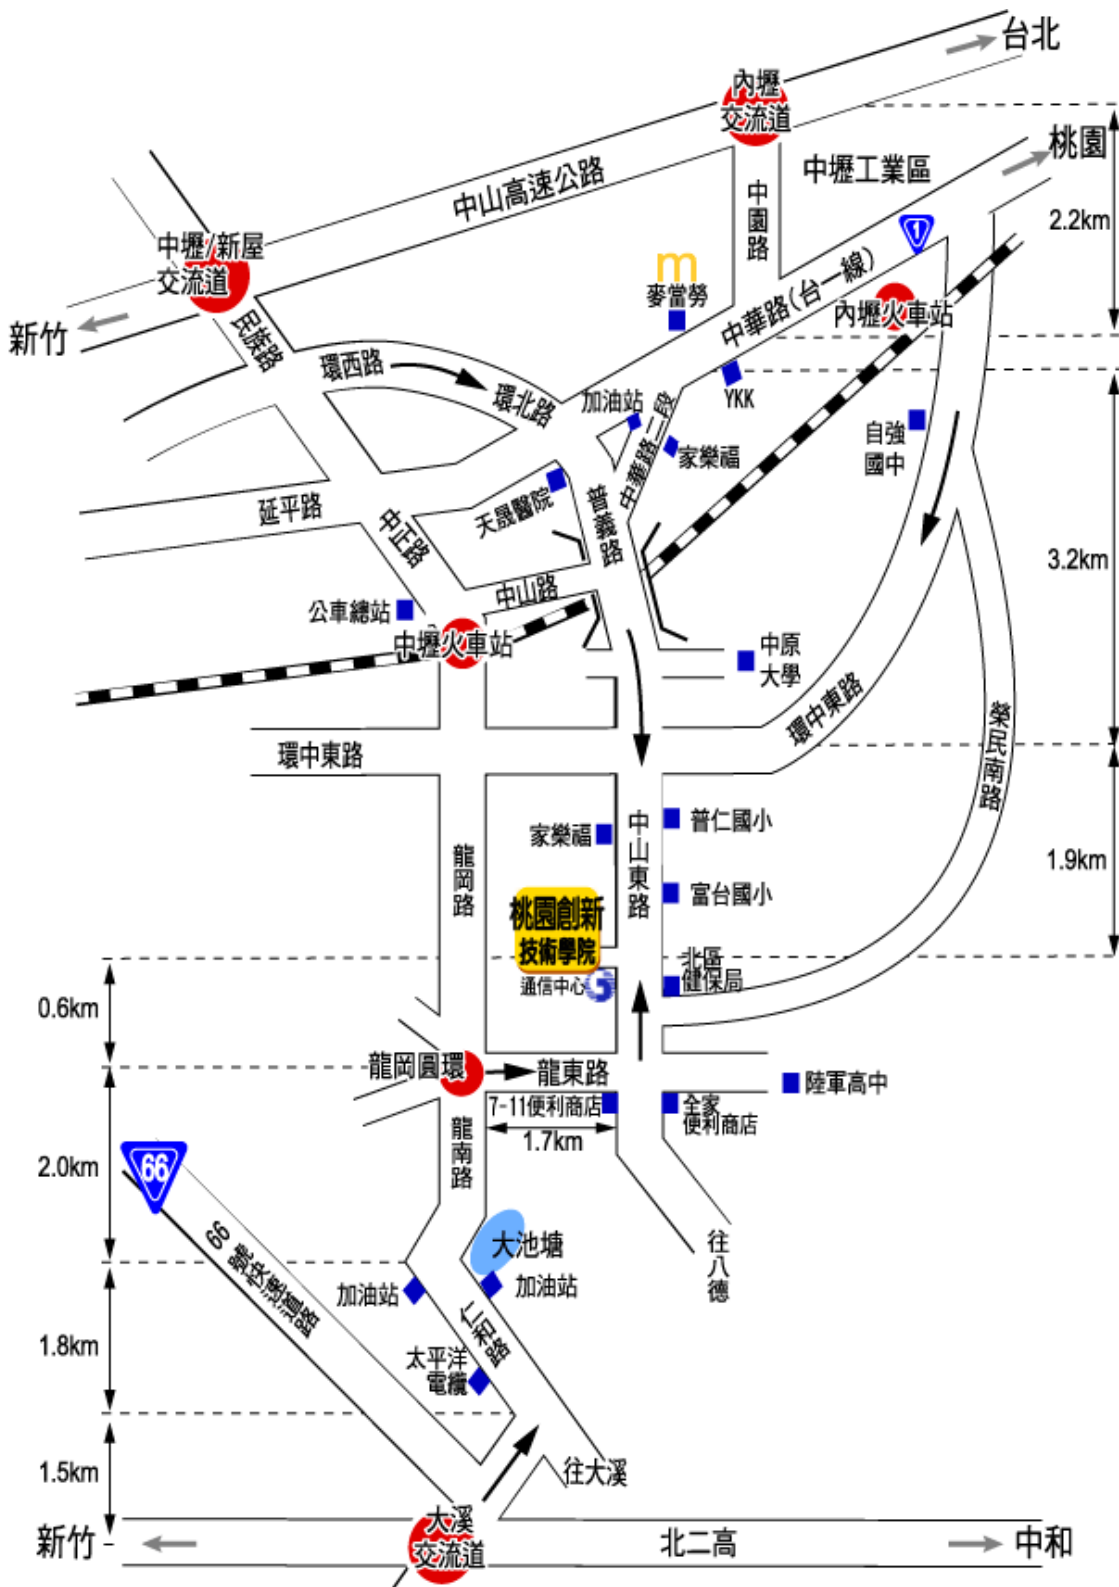 台北
內壢
交流道
桃園
中壢工業區
中山高速公路
中園路
2.2km
1
中壢/新屋
交流道
m
麥當勞
中華路(台一線)
內壢火車站
新竹
民族路
環西路
環北路
YKK
加油站
中華路二段
家樂福
自強
國中
延平路
天晟醫院
普義路
中正路
3.2km
中山路
公車總站
中壢火車站
中原
大學
環中東路
環中東路
榮民南路
家樂福
中山東路
普仁國小
龍岡路
1.9km
桃園創新
技術學院
富台國小
北區
健保局
通信中心
0.6km
龍岡圓環
龍東路
陸軍高中
7-11便利商店
全家
便利商店
1.7km
龍南路
2.0km
66
66號快速道路
大池塘
往八德
加油站
加油站
仁和路
1.8km
太平洋
電纜
1.5km
往大溪
大溪
交流道
新竹
北二高
中和